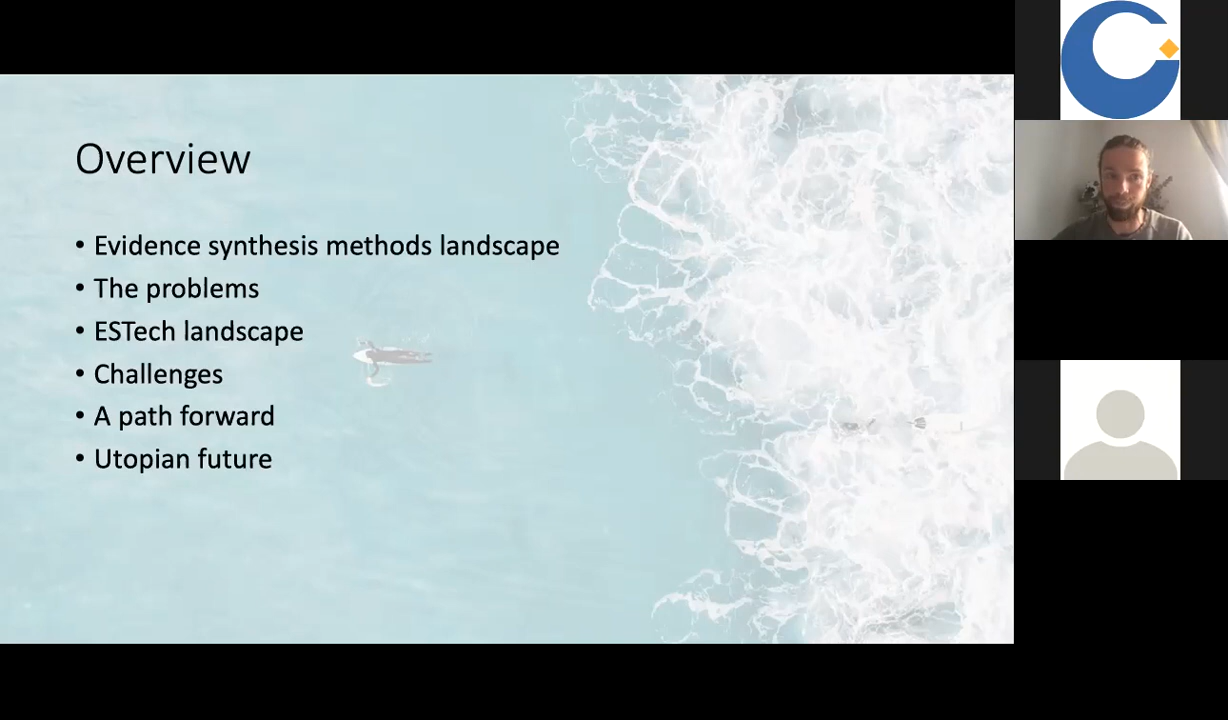 Overview
• Evidence synthesis methods landscape
• The problems
• ESTech landscape
• Challenges
• A path forward
• Utopian future